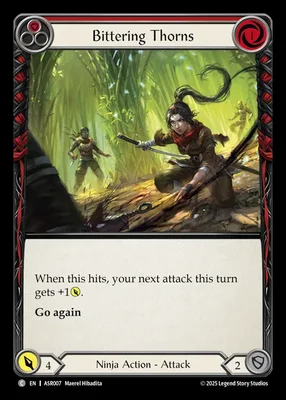 Bittering Thorns
When this hits, your next attack this turn
gets +1.
Go again
4
Ninja Action - Attack
2
C EN | ASR007 Maerel Hibadita
©2025 Legend Story Studios